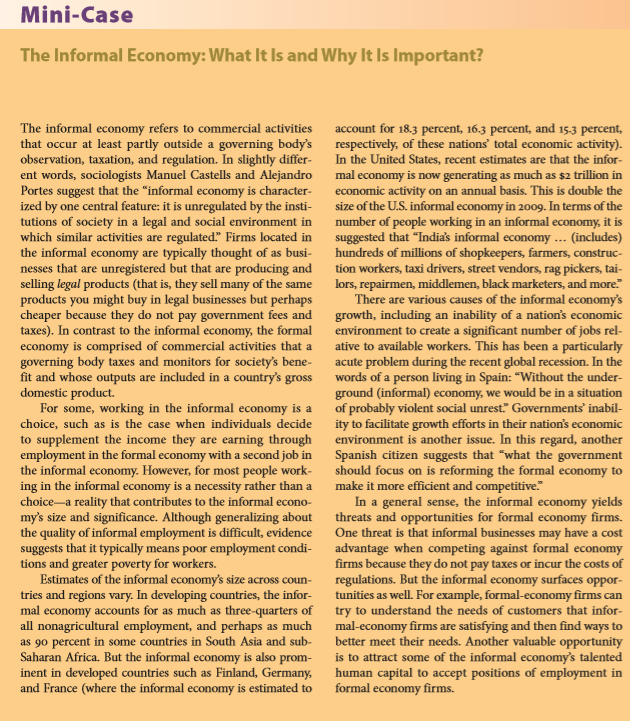 Mini-Case
The Informal Economy: What It Is and Why It Is Important?
The informal economy refers to commercial activities
that occur at least partly outside a governing body's
observation, taxation, and regulation. In slightly differ-
ent words, sociologists Manuel Castells and Alejandro
Portes suggest that the “informal economy is character-
ized by one central feature: it is unregulated by the insti-
tutions of society in a legal and social environment in
which similar activities are regulated.” Firms located in
the informal economy are typically thought of as busi-
nesses that are unregistered but that are producing and
selling legal products (that is, they sell many of the same
products you might buy in legal businesses but perhaps
cheaper because they do not pay government fees and
taxes). In contrast to the informal economy, the formal
economy is comprised of commercial activities that a
governing body taxes and monitors for society's bene-
fit and whose outputs are included in a country's gross
domestic product.
For some, working in the informal economy is a
choice, such as is the case when individuals decide
to supplement the income they are earning through
employment in the formal economy with a second job in
the informal economy. However, for most people work-
ing in the informal economy is a necessity rather than a
choice—a reality that contributes to the informal econo-
my's size and significance. Although generalizing about
the quality of informal employment is difficult, evidence
suggests that it typically means poor employment condi-
tions and greater poverty for workers.
Estimates of the informal economy's size across coun-
tries and regions vary. In developing countries, the infor-
mal economy accounts for as much as three-quarters of
all nonagricultural employment, and perhaps as much
as 90 percent in some countries in South Asia and sub-
Saharan Africa. But the informal economy is also prom-
inent in developed countries such as Finland, Germany,
and France (where the informal economy is estimated to
account for 18.3 percent, 16.3 percent, and 15.3 percent,
respectively, of these nations' total economic activity).
In the United States, recent estimates are that the infor-
mal economy is now generating as much as $2 trillion in
economic activity on an annual basis. This is double the
size of the U.S. informal economy in 2009. In terms of the
number of people working in an informal economy, it is
suggested that “India's informal economy … (includes)
hundreds of millions of shopkeepers, farmers, construc-
tion workers, taxi drivers, street vendors, rag pickers, tai-
lors, repairmen, middlemen, black marketers, and more.”
There are various causes of the informal economy's
growth, including an inability of a nation's economic
environment to create a significant number of jobs rel-
ative to available workers. This has been a particularly
acute problem during the recent global recession. In the
words of a person living in Spain: “Without the under-
ground (informal) economy, we would be in a situation
of probably violent social unrest.” Governments' inabil-
ity to facilitate growth efforts in their nation's economic
environment is another issue. In this regard, another
Spanish citizen suggests that “what the government
should focus on is reforming the formal economy to
make it more efficient and competitive.”
In a general sense, the informal economy yields
threats and opportunities for formal economy firms.
One threat is that informal businesses may have a cost
advantage when competing against formal economy
firms because they do not pay taxes or incur the costs of
regulations. But the informal economy surfaces oppor-
tunities as well. For example, formal-economy firms can
try to understand the needs of customers that infor-
mal-economy firms are satisfying and then find ways to
better meet their needs. Another valuable opportunity
is to attract some of the informal economy's talented
human capital to accept positions of employment in
formal economy firms.